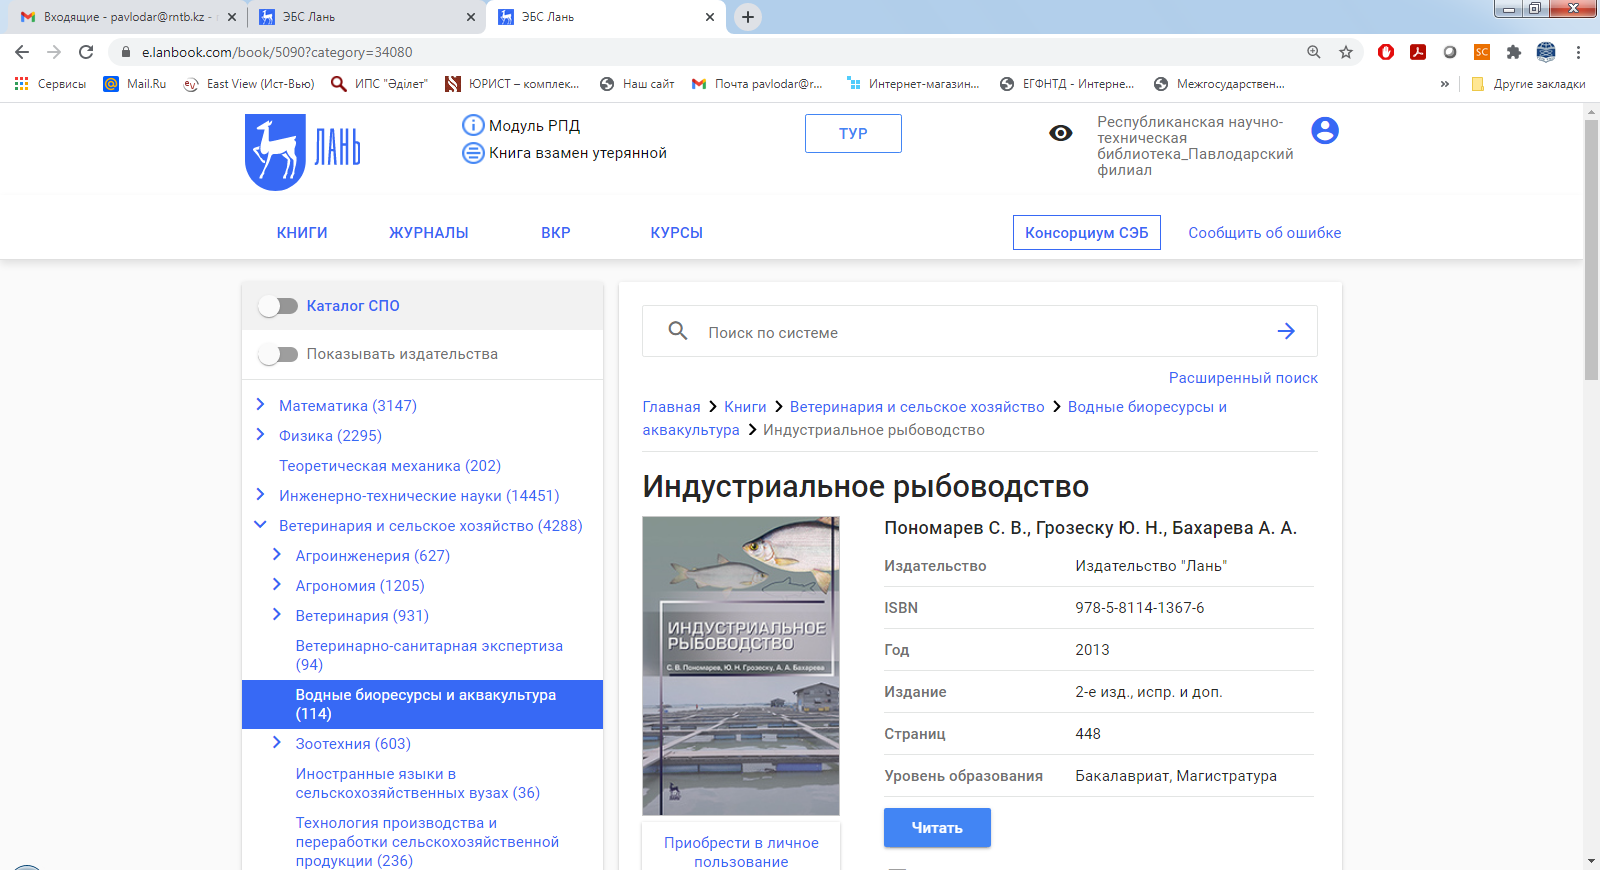 Входящие - pavlodar@rntb.kz -
ЭБС Лань
ЭБС Лань
e.lanbook.com/book/5090?category=34080
SC
Сервисы
Mail.Ru
East View (Ист-Вью)
ИПС "Әділет"
ЮРИСТ – комплек...
Наш сайт
Почта pavlodar@r...
Интернет-магазин...
ЕГФНТД - Интерне...
Межгосударствен...
»
Другие закладки
ЛАНЬ
Модуль РПД
Книга взамен утерянной
ТУР
Республиканская научно-
техническая
библиотека_Павлодарский
филиал
КНИГИ
ЖУРНАЛЫ
ВКР
КУРСЫ
Консорциум СЭБ
Сообщить об ошибке
Каталог СПО
Показывать издательства
Математика (3147)
Физика (2295)
Теоретическая механика (202)
Инженерно-технические науки (14451)
Ветеринария и сельское хозяйство (4288)
Агроинженерия (627)
Агрономия (1205)
Ветеринария (931)
Ветеринарно-санитарная экспертиза
(94)
Водные биоресурсы и аквакультура
(114)
Зоотехния (603)
Иностранные языки в
сельскохозяйственных вузах (36)
Технология производства и
переработки сельскохозяйственной
продукции (236)
Поиск по системе
Расширенный поиск
Главная > Книги > Ветеринария и сельское хозяйство > Водные биоресурсы и
аквакультура > Индустриальное рыбоводство
Индустриальное рыбоводство
ИНДУСТРИАЛЬНОЕ
РЫБОВОДСТВО
С. В. Пономарев, Ю. Н. Грозеску, А. А. Бахарева
Приобрести в личное
пользование
Пономарев С. В., Грозеску Ю. Н., Бахарева А. А.
Издательство Издательство "Лань"
ISBN 978-5-8114-1367-6
Год 2013
Издание 2-е изд., испр. и доп.
Страниц 448
Уровень образования Бакалавриат, Магистратура
Читать